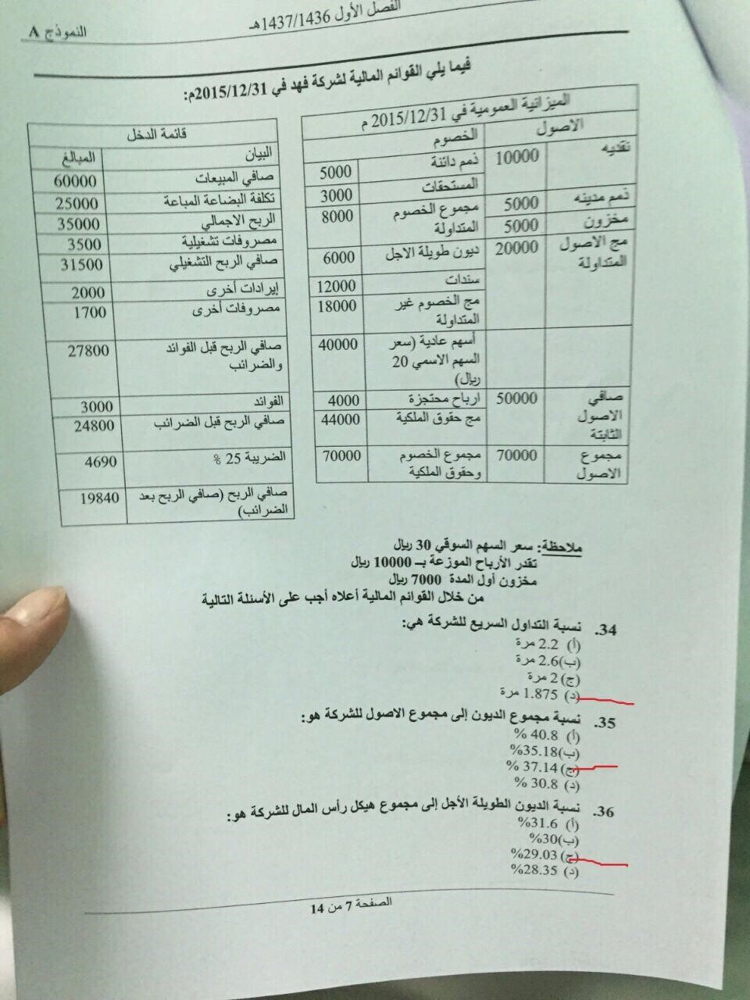 الفصل الأول 1437/1436هـ
النموذج A
فيما يلي القوائم المالية لشركة فهد في 2015/12/31م:
الميزانية العمومية في 2015/12/31 م
الاصول الخصوم
نقديه 10000 ذمم دائنة 5000
المستحقات 3000
ذمم مدينه 5000 مجموع الخصوم المتداولة 8000
مخزون 5000
مج الاصول المتداولة 20000 ديون طويلة الاجل 6000
سندات 12000
مج الخصوم غير المتداولة 18000
أسهم عادية (سعر السهم الاسمي 20 ريال) 40000
صافي الاصول الثابتة 50000 ارباح محتجزة 4000
مج حقوق الملكية 44000
مجموع الاصول 70000 مجموع الخصوم وحقوق الملكية 70000
قائمة الدخل
البيان المبالغ
صافي المبيعات 60000
تكلفة البضاعة المباعة 25000
الربح الاجمالي 35000
مصروفات تشغيلية 3500
صافي الربح التشغيلي 31500
إيرادات أخرى 2000
مصروفات أخرى 1700
صافي الربح قبل الفوائد والضرائب 27800
الفوائد 3000
صافي الربح قبل الضرائب 24800
الضريبة 25 % 4690
صافي الربح (صافي الربح بعد الضرائب) 19840
ملاحظة: سعر السهم السوقي 30 ريال
تقدر الأرباح الموزعة بــ 10000 ريال
مخزون أول المدة 7000 ريال
من خلال القوائم المالية أعلاه أجب على الأسئلة التالية
34. نسبة التداول السريع للشركة هي:
(أ) 2.2 مرة
(ب) 2.6 مرة
(ج) 2 مرة
(د) 1.875 مرة
35. نسبة مجموع الديون إلى مجموع الاصول للشركة هو:
(أ) 40.8 %
(ب) 35.18%
(ج) 37.14 %
(د) 30.8 %
36. نسبة الديون الطويلة الأجل إلى مجموع هيكل رأس المال للشركة هو:
(أ) 31.6%
(ب) 30%
(ج) 29.03%
(د) 28.35%
الصفحة 7 من 14